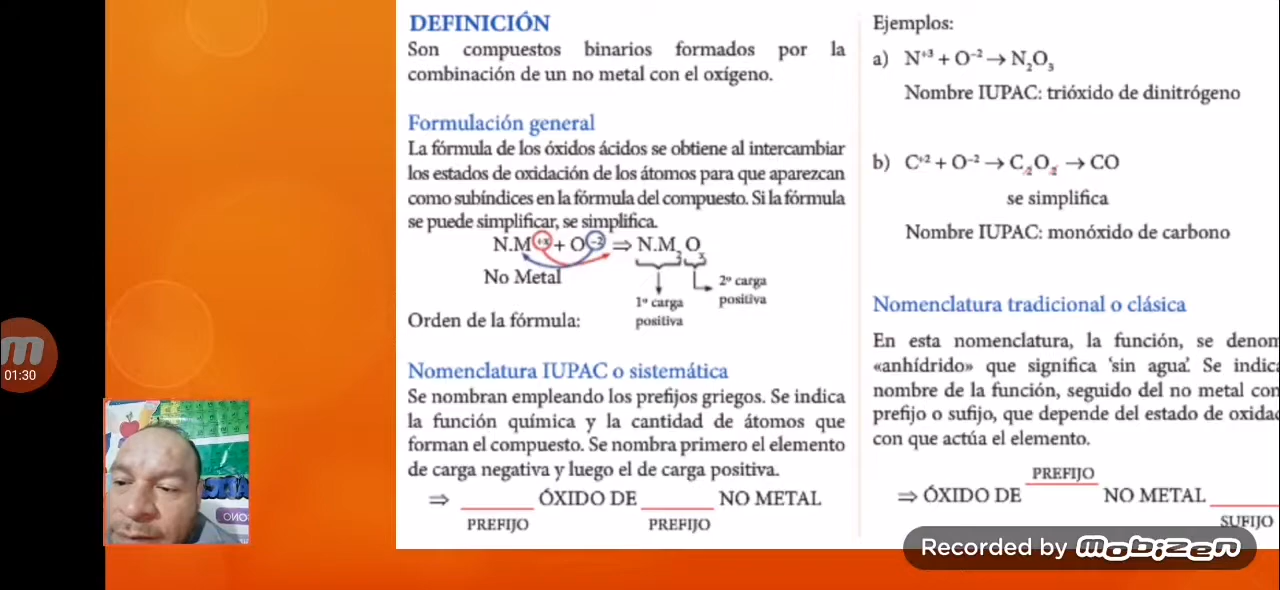 DEFINICIÓN
Son compuestos binarios formados por la
combinación de un no metal con el oxígeno.
Formulación general
La fórmula de los óxidos ácidos se obtiene al intercambiar
los estados de oxidación de los átomos para que aparezcan
como subíndices en la fórmula del compuesto. Si la fórmula
se puede simplificar, se simplifica.
N.M⁺ˣ + O⁻² ⇒ N.M₂Oₓ
No Metal
1º carga
positiva
2º carga
positiva
Orden de la fórmula:
Nomenclatura IUPAC o sistemática
Se nombran empleando los prefijos griegos. Se indica
la función química y la cantidad de átomos que
forman el compuesto. Se nombra primero el elemento
de carga negativa y luego el de carga positiva.
⇒ ______ ÓXIDO DE ______ NO METAL
PREFIJO PREFIJO
Ejemplos:
a) N⁺³ + O⁻² → N₂O₃
Nombre IUPAC: trióxido de dinitrógeno
b) C⁺² + O⁻² → C₂O₂ → CO
se simplifica
Nombre IUPAC: monóxido de carbono
Nomenclatura tradicional o clásica
En esta nomenclatura, la función, se denom
«anhídrido» que significa ‘sin agua’. Se indica
nombre de la función, seguido del no metal con
prefijo o sufijo, que depende del estado de oxidac
con que actúa el elemento.
PREFIJO
⇒ ÓXIDO DE ______ NO METAL ______
SUFIJO
01:30
Recorded by Mobizen